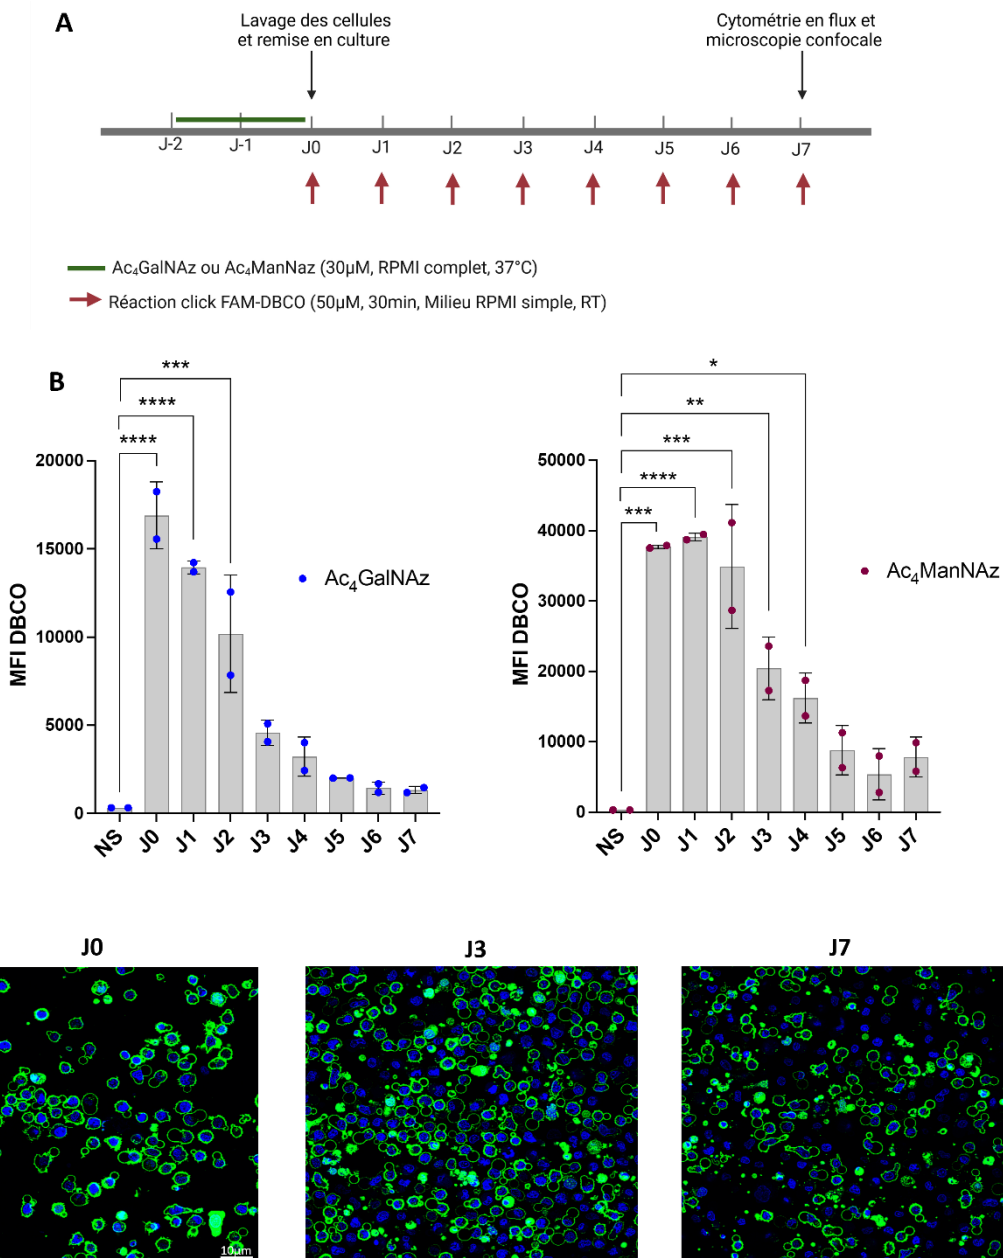 A
Lavage des cellules
et remise en culture
Cytométrie en flux et
microscopie confocale
J-2 J-1 J0 J1 J2 J3 J4 J5 J6 J7
Ac₄GalNAz ou Ac₄ManNaz (30µM, RPMI complet, 37°C)
Réaction click FAM-DBCO (50µM, 30min, Milieu RPMI simple, RT)
B
***
****
****
20000
15000
10000
5000
0
MFI DBCO
Ac₄GalNAz
NS J0 J1 J2 J3 J4 J5 J6 J7
*
**
***
****
***
50000
40000
30000
20000
10000
0
MFI DBCO
Ac₄ManNAz
NS J0 J1 J2 J3 J4 J5 J6 J7
J0 J3 J7
10µm